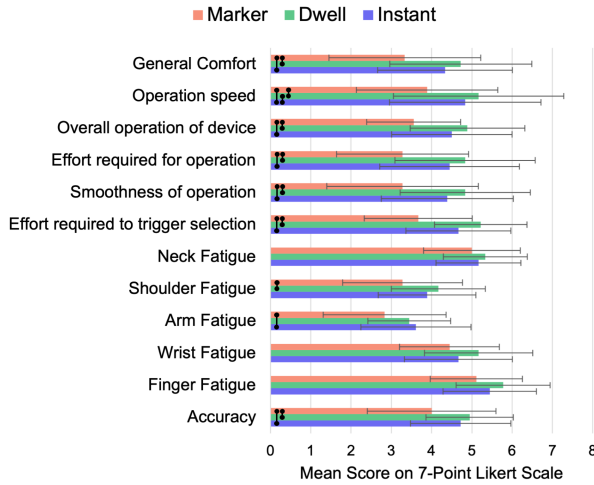 Marker Dwell Instant
General Comfort
Operation speed
Overall operation of device
Effort required for operation
Smoothness of operation
Effort required to trigger selection
Neck Fatigue
Shoulder Fatigue
Arm Fatigue
Wrist Fatigue
Finger Fatigue
Accuracy
0 1 2 3 4 5 6 7 8
Mean Score on 7-Point Likert Scale